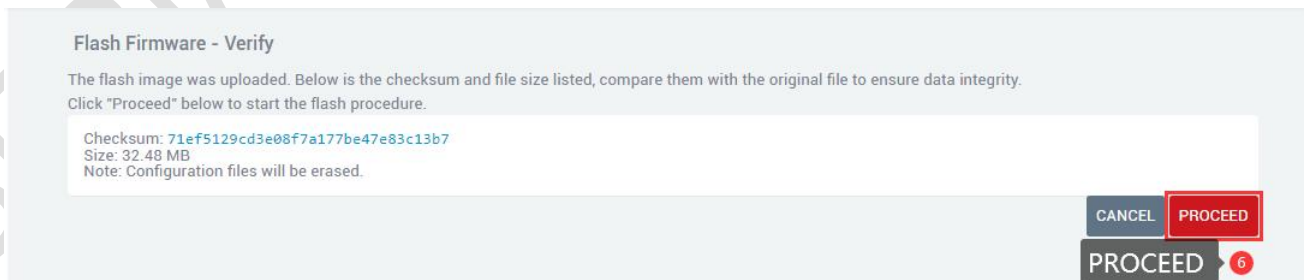 Flash Firmware - Verify
The flash image was uploaded. Below is the checksum and file size listed, compare them with the original file to ensure data integrity.
Click "Proceed" below to start the flash procedure.
Checksum: 71ef5129cd3e08f7a177be47e83c13b7
Size: 32.48 MB
Note: Configuration files will be erased.
CANCEL PROCEED
PROCEED 6